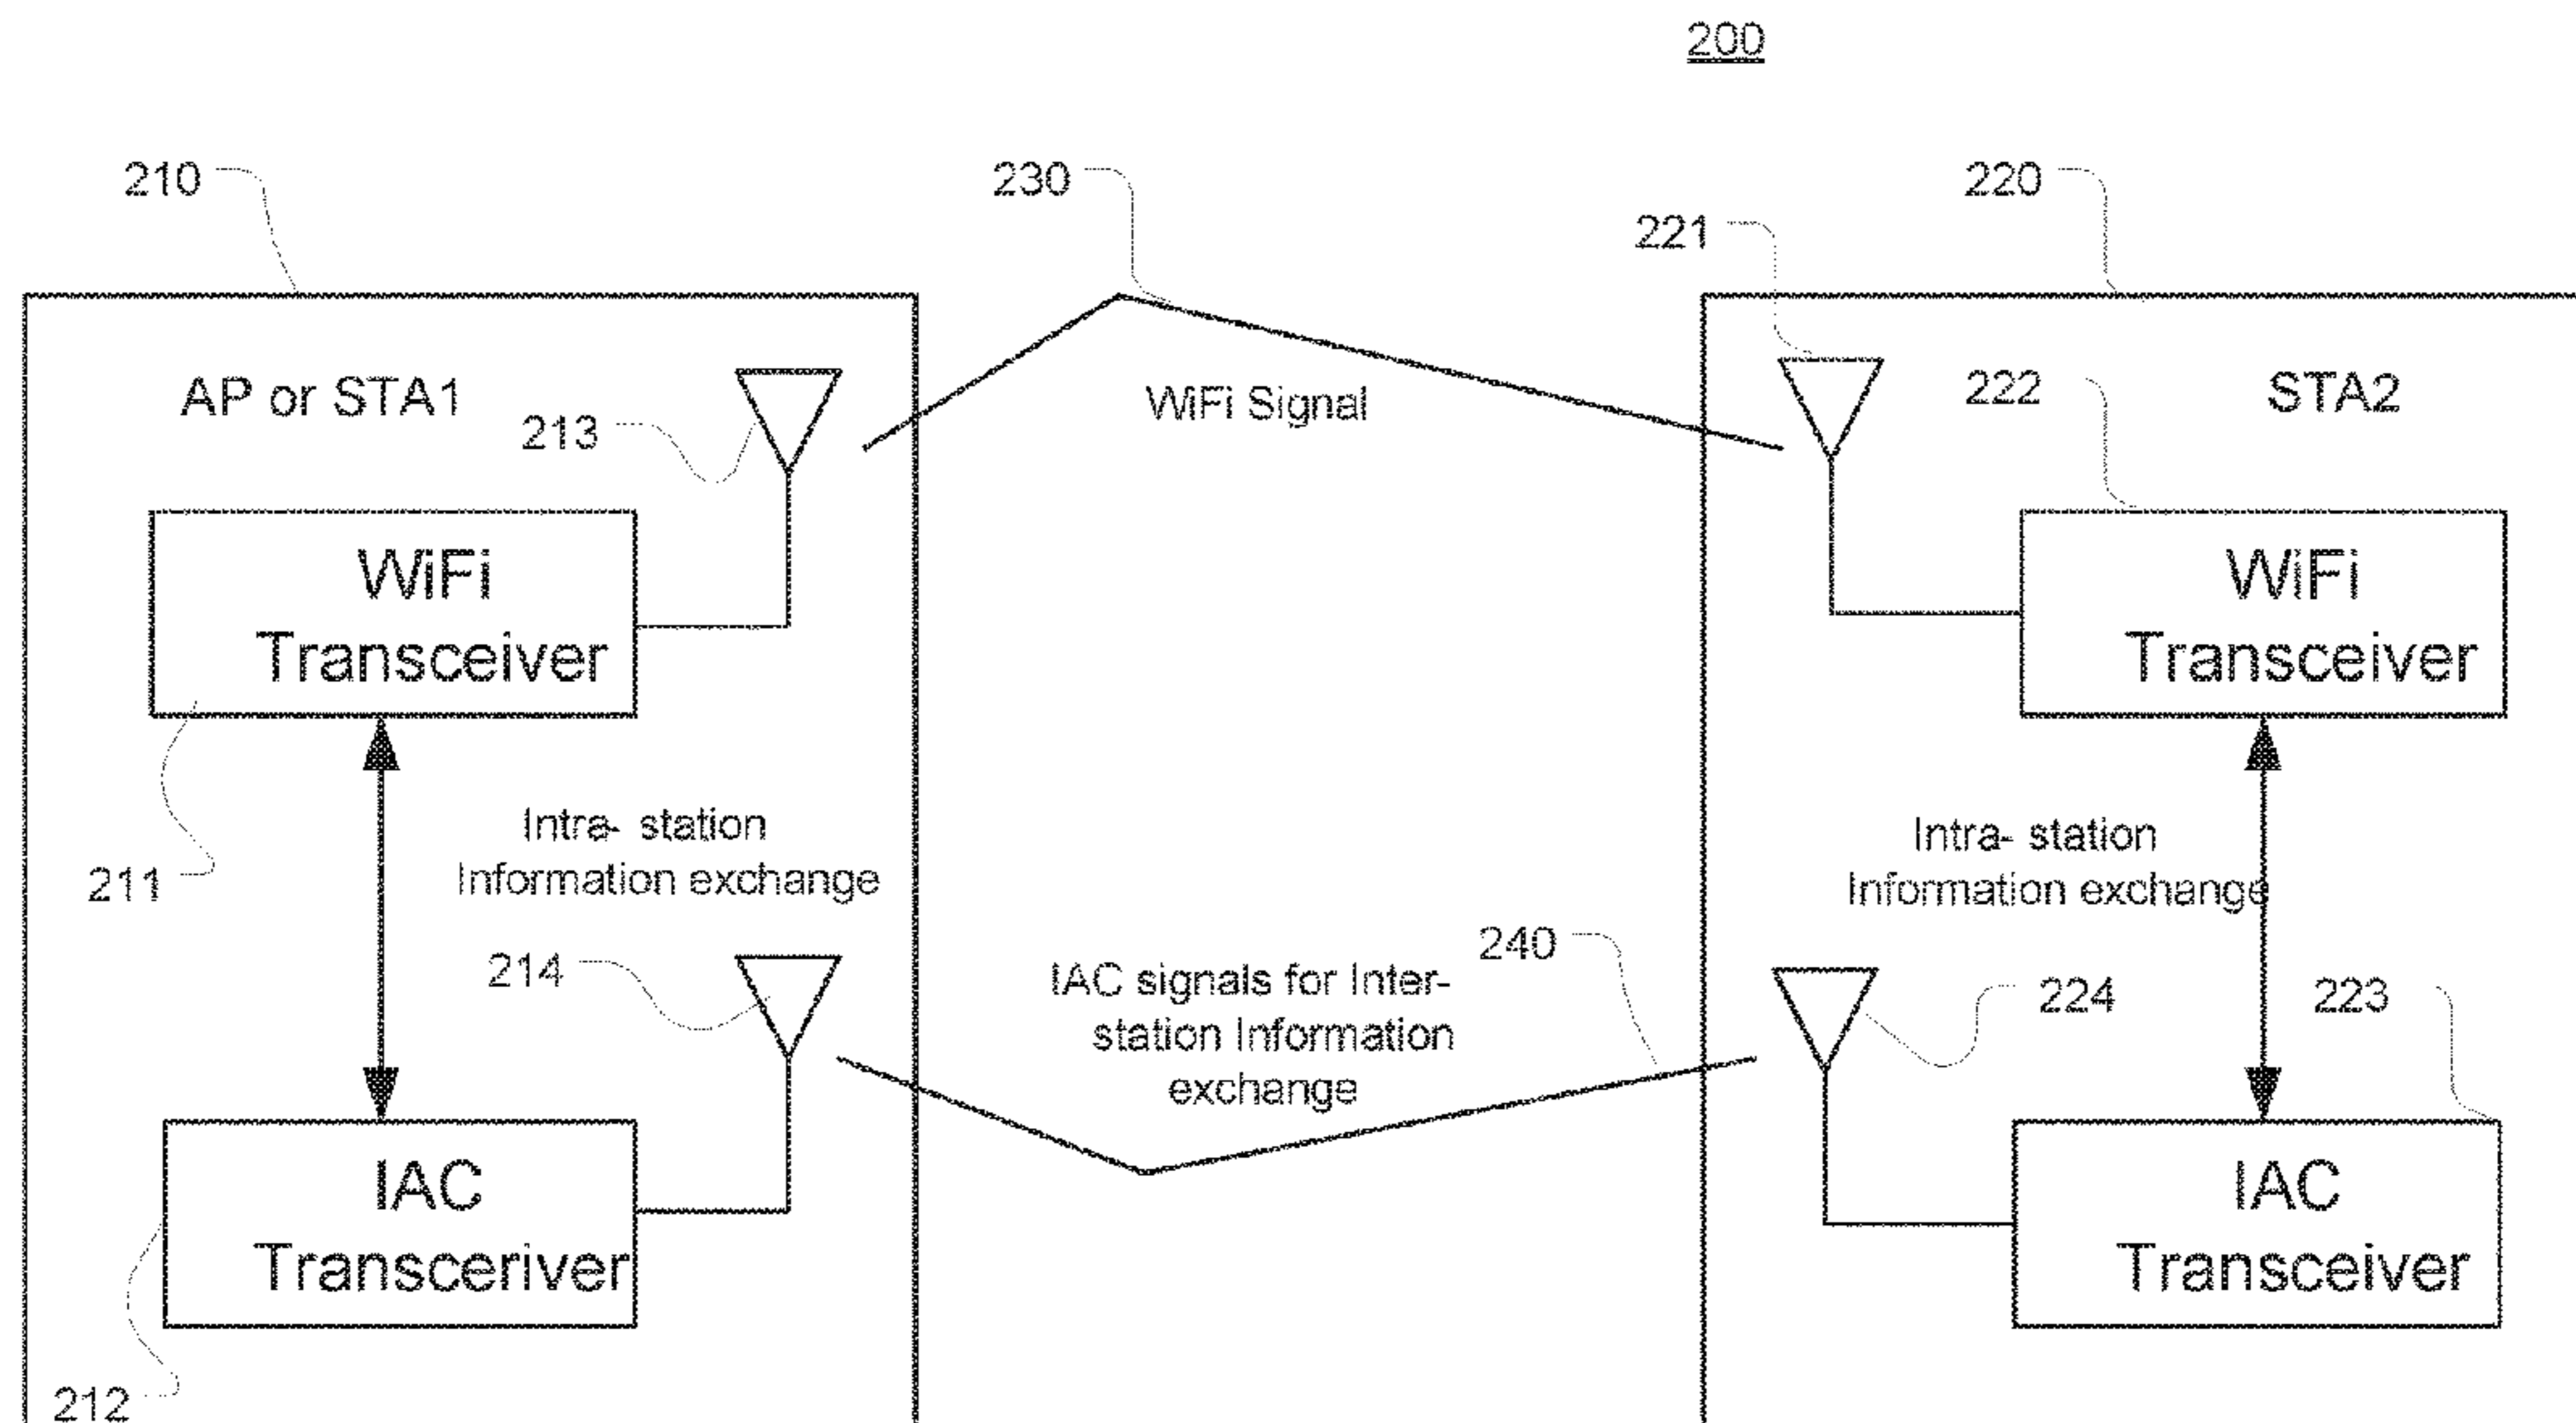 200
210
230
220
221
AP or STA1
213
WiFi Signal
222
STA2
WiFi
Transceiver
WiFi
Transceiver
211
Intra- station
Information exchange
Intra- station
Information exchange
214
IAC signals for Inter-
station Information
exchange
240
224
223
IAC
Transceriver
IAC
Transceiver
212